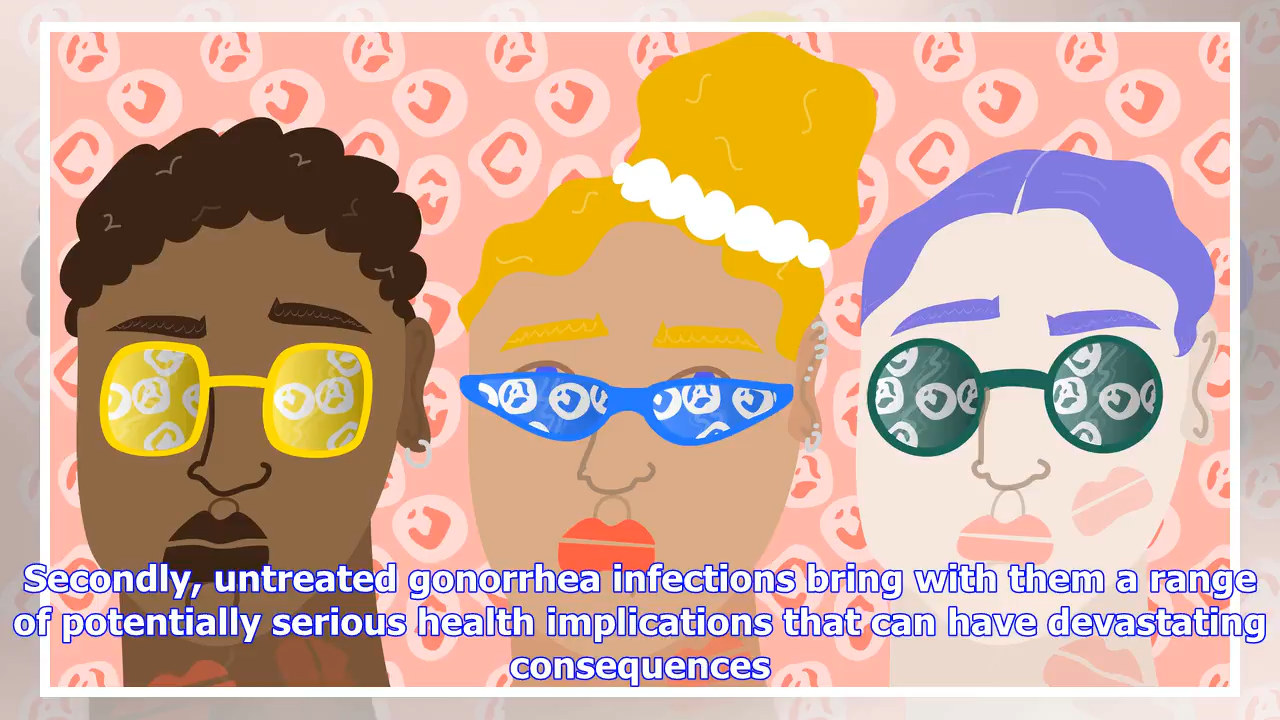 Secondly, untreated gonorrhea infections bring with them a range
of potentially serious health implications that can have devastating
consequences